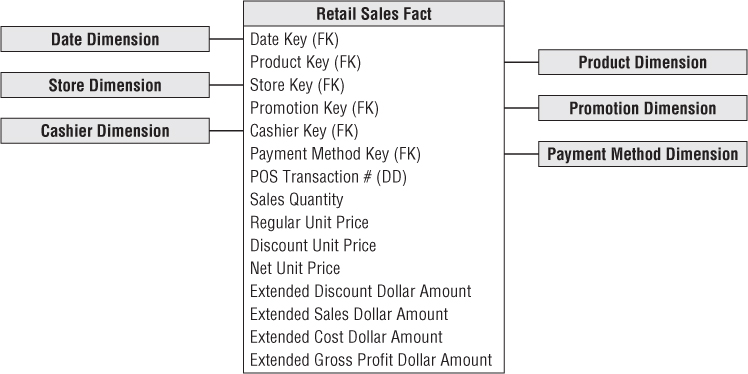 Retail Sales Fact
Date Dimension
Date Key (FK)
Product Key (FK)
Product Dimension
Store Dimension
Store Key (FK)
Promotion Key (FK)
Promotion Dimension
Cashier Dimension
Cashier Key (FK)
Payment Method Key (FK)
Payment Method Dimension
POS Transaction # (DD)
Sales Quantity
Regular Unit Price
Discount Unit Price
Net Unit Price
Extended Discount Dollar Amount
Extended Sales Dollar Amount
Extended Cost Dollar Amount
Extended Gross Profit Dollar Amount